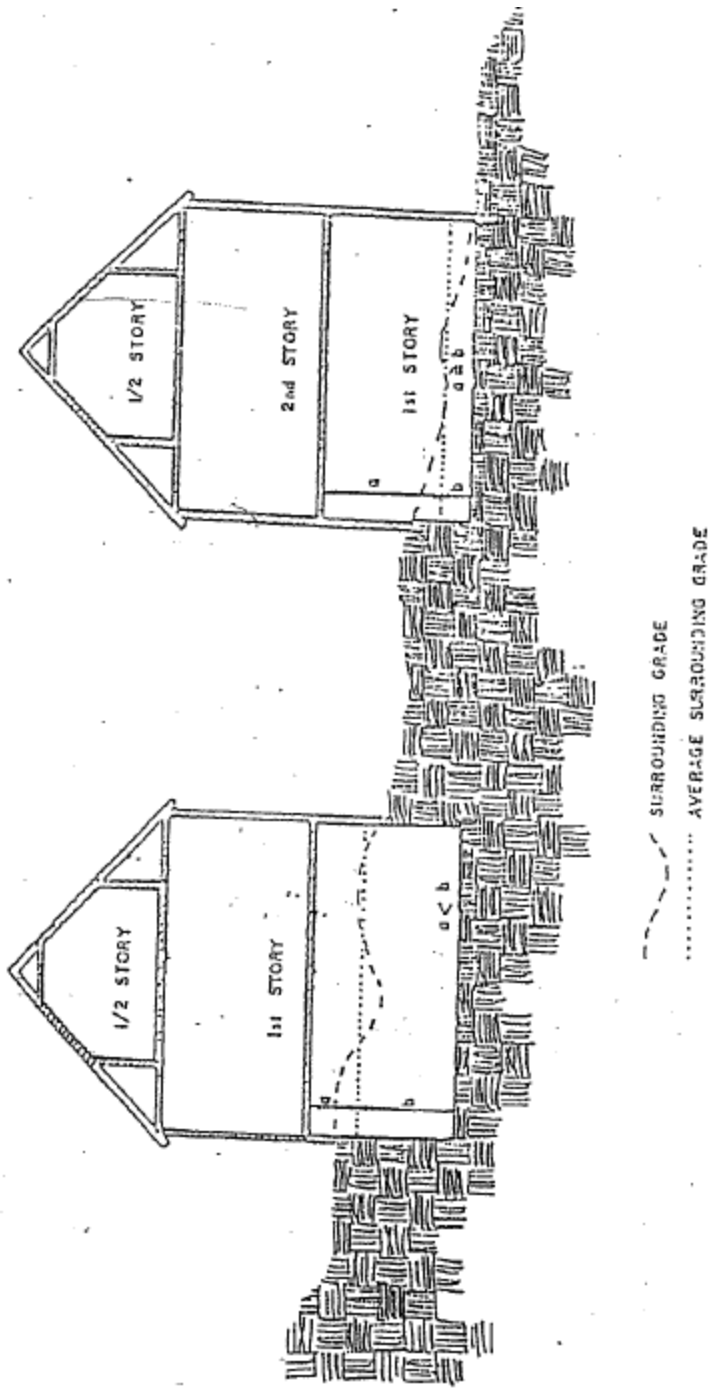 1/2 STORY
1st STORY
a
b
a < b
1/2 STORY
2nd STORY
1st STORY
a
b
a ≥ b
SURROUNDING GRADE
AVERAGE SURROUNDING GRADE